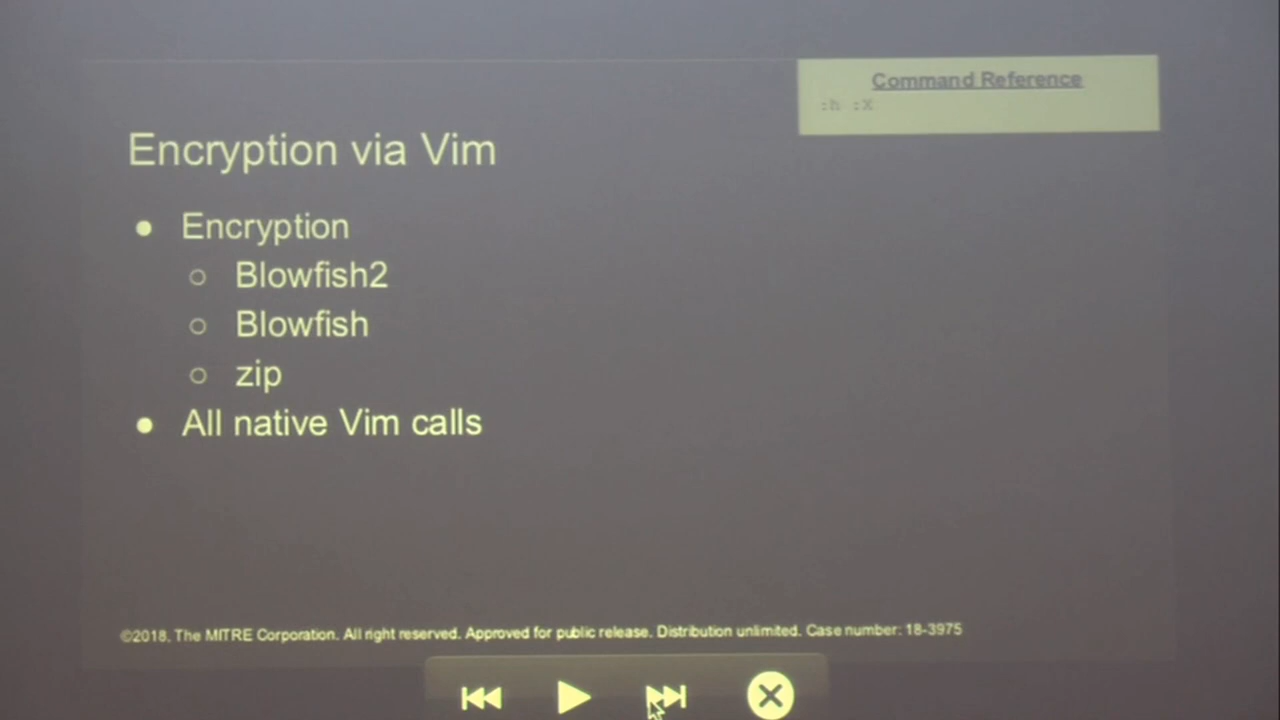 Command Reference
:h :X
Encryption via Vim
Encryption
Blowfish2
Blowfish
zip
All native Vim calls
©2018. The MITRE Corporation. All right reserved. Approved for public release. Distribution unlimited. Case number: 18-3975